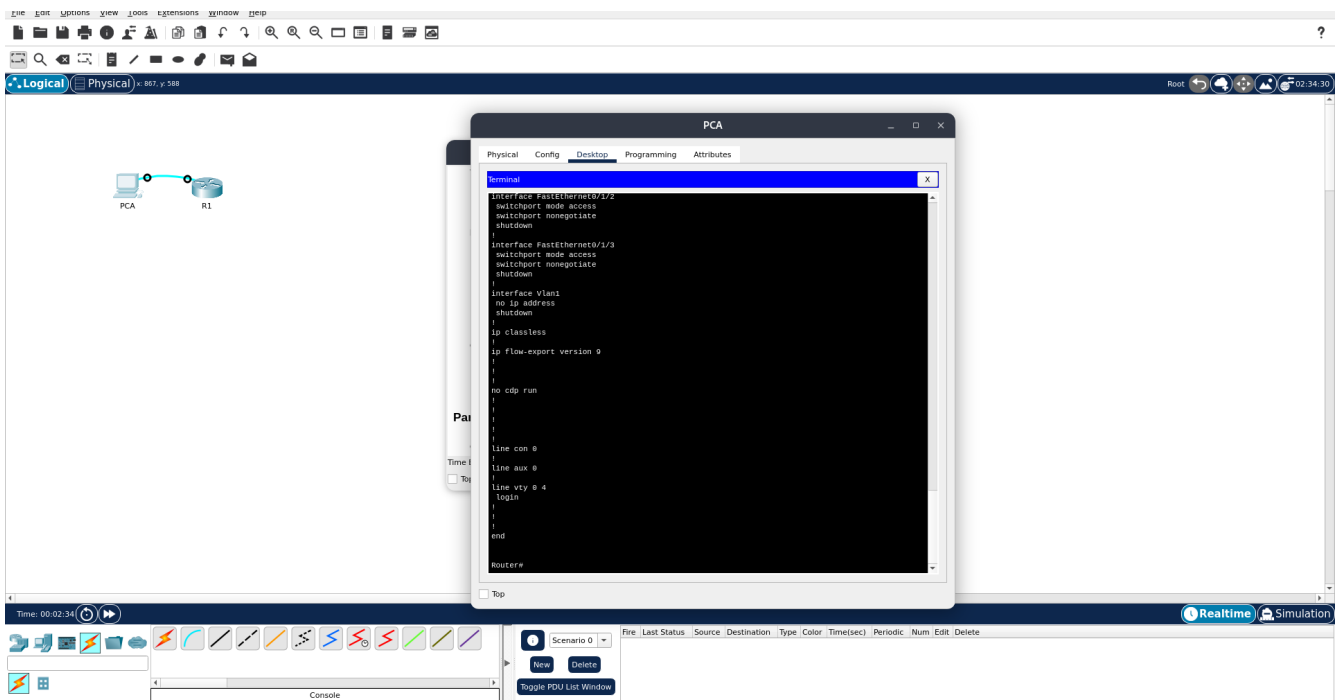 File Edit Options View Tools Extensions Window Help
?
Logical Physical x: 867, y: 588 Root 02:34:30
PCA
Physical Config Desktop Programming Attributes
Terminal X
interface FastEthernet0/1/2
switchport mode access
switchport nonegotiate
shutdown
!
interface FastEthernet0/1/3
switchport mode access
switchport nonegotiate
shutdown
!
interface Vlan1
no ip address
shutdown
!
ip classless
!
ip flow-export version 9
!
!
!
no cdp run
!
!
!
!
!
line con 0
!
line aux 0
!
line vty 0 4
login
!
!
!
end
Router#
Top
PCA R1
Time: 00:02:34 Realtime Simulation
Scenario 0
New Delete
Toggle PDU List Window
Fire Last Status Source Destination Type Color Time(sec) Periodic Num Edit Delete
Console